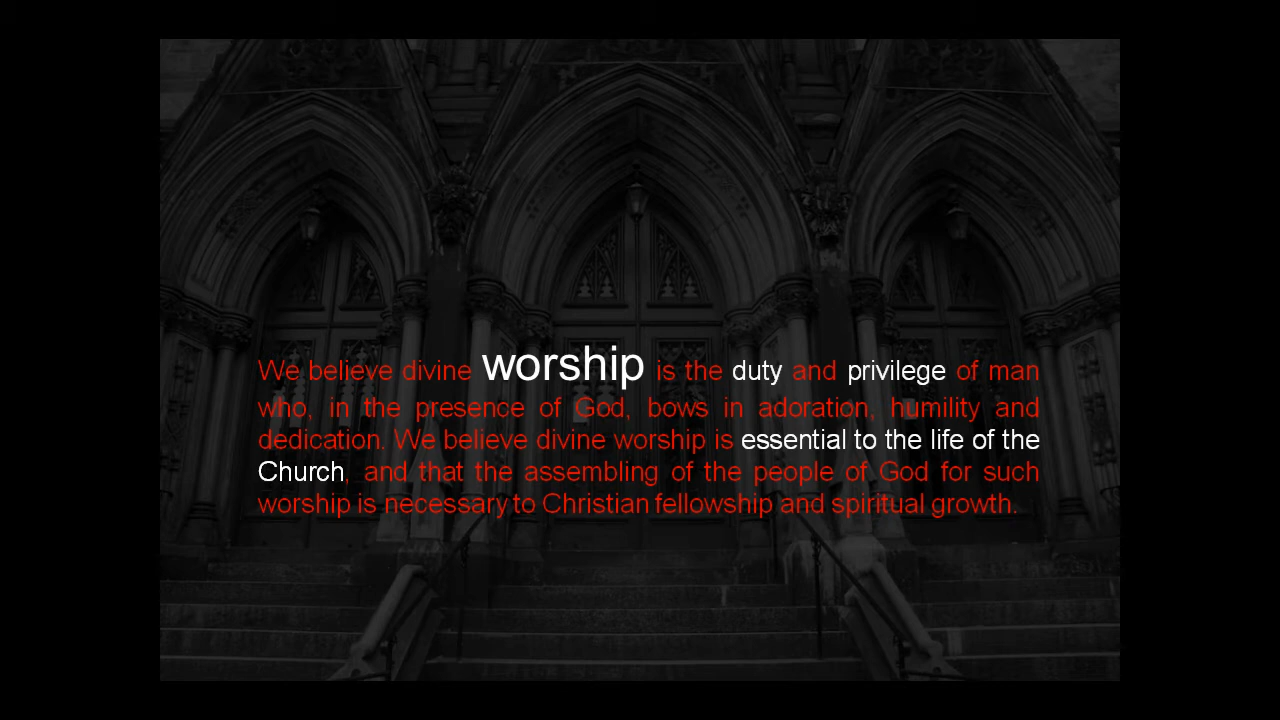 We believe divine worship is the duty and privilege of man
who, in the presence of God, bows in adoration, humility and
dedication. We believe divine worship is essential to the life of the
Church, and that the assembling of the people of God for such
worship is necessary to Christian fellowship and spiritual growth.